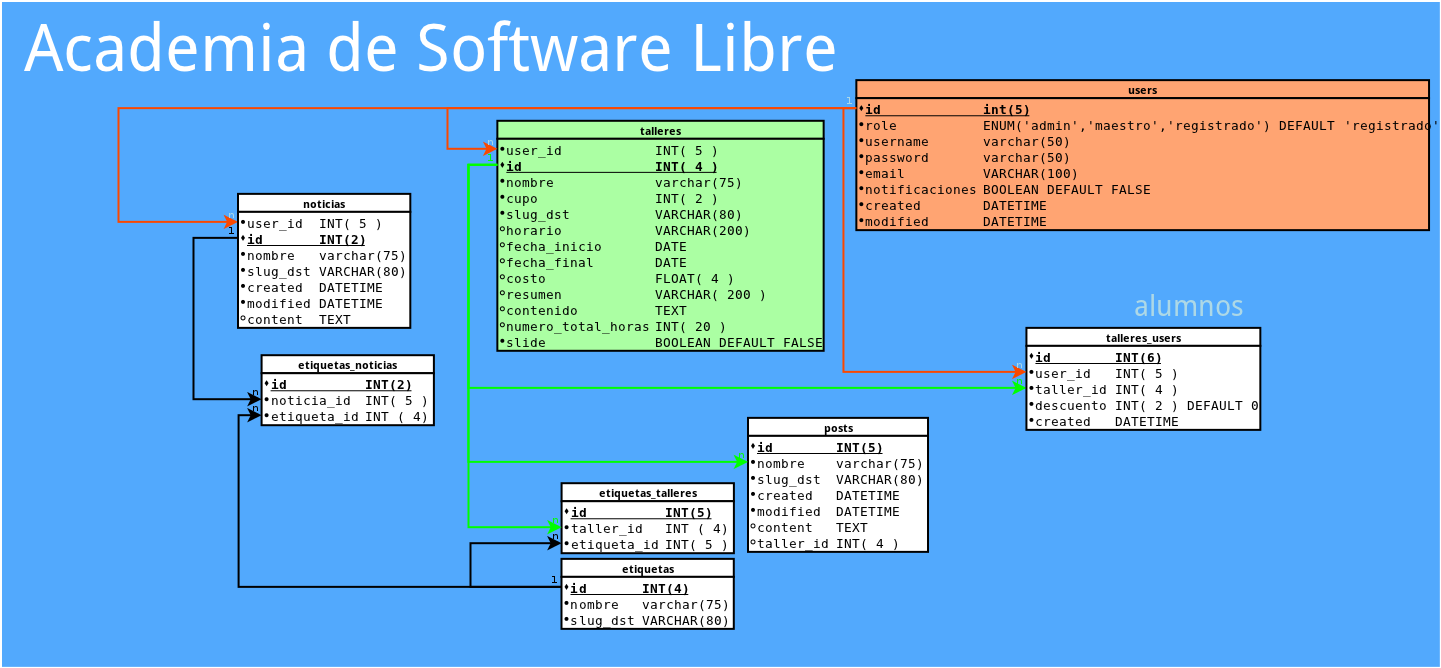 Academia de Software Libre
users
id int(5)
role ENUM('admin','maestro','registrado') DEFAULT 'registrado'
username varchar(50)
password varchar(50)
email VARCHAR(100)
notificaciones BOOLEAN DEFAULT FALSE
created DATETIME
modified DATETIME
talleres
user_id INT( 5 )
id INT( 4 )
nombre varchar(75)
cupo INT( 2 )
slug_dst VARCHAR(80)
horario VARCHAR(200)
fecha_inicio DATE
fecha_final DATE
costo FLOAT( 4 )
resumen VARCHAR( 200 )
contenido TEXT
numero_total_horas INT( 20 )
slide BOOLEAN DEFAULT FALSE
noticias
user_id INT( 5 )
id INT(2)
nombre varchar(75)
slug_dst VARCHAR(80)
created DATETIME
modified DATETIME
content TEXT
alumnos
talleres_users
id INT(6)
user_id INT( 5 )
taller_id INT( 4 )
descuento INT( 2 ) DEFAULT 0
created DATETIME
etiquetas_noticias
id INT(2)
noticia_id INT( 5 )
etiqueta_id INT ( 4)
posts
id INT(5)
nombre varchar(75)
slug_dst VARCHAR(80)
created DATETIME
modified DATETIME
content TEXT
taller_id INT( 4 )
etiquetas_talleres
id INT(5)
taller_id INT ( 4)
etiqueta_id INT( 5 )
etiquetas
id INT(4)
nombre varchar(75)
slug_dst VARCHAR(80)
1
n
1
n
n
1
n
n
1